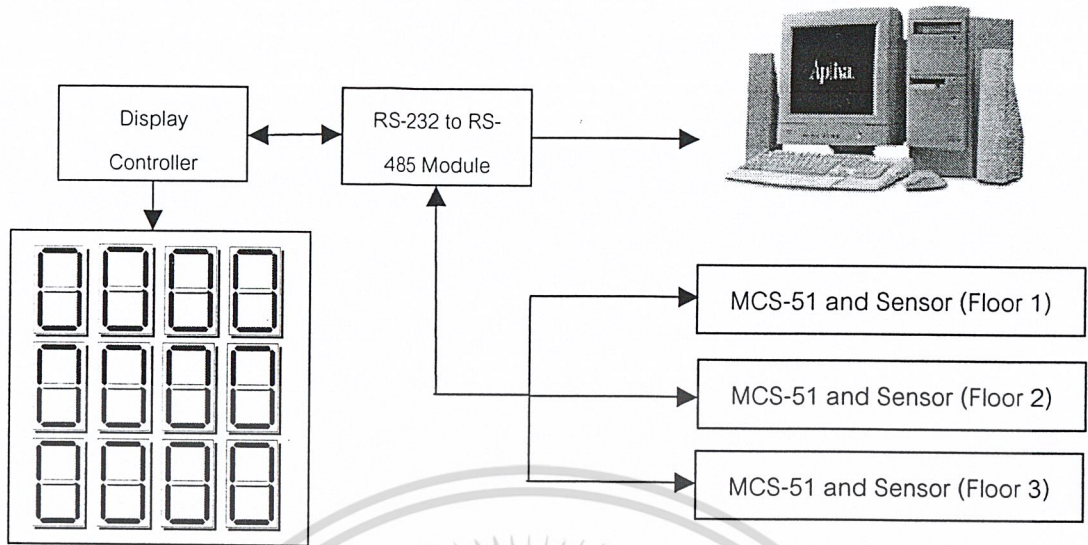 Display
Controller
RS-232 to RS-
485 Module
Aptiva.
MCS-51 and Sensor (Floor 1)
MCS-51 and Sensor (Floor 2)
MCS-51 and Sensor (Floor 3)